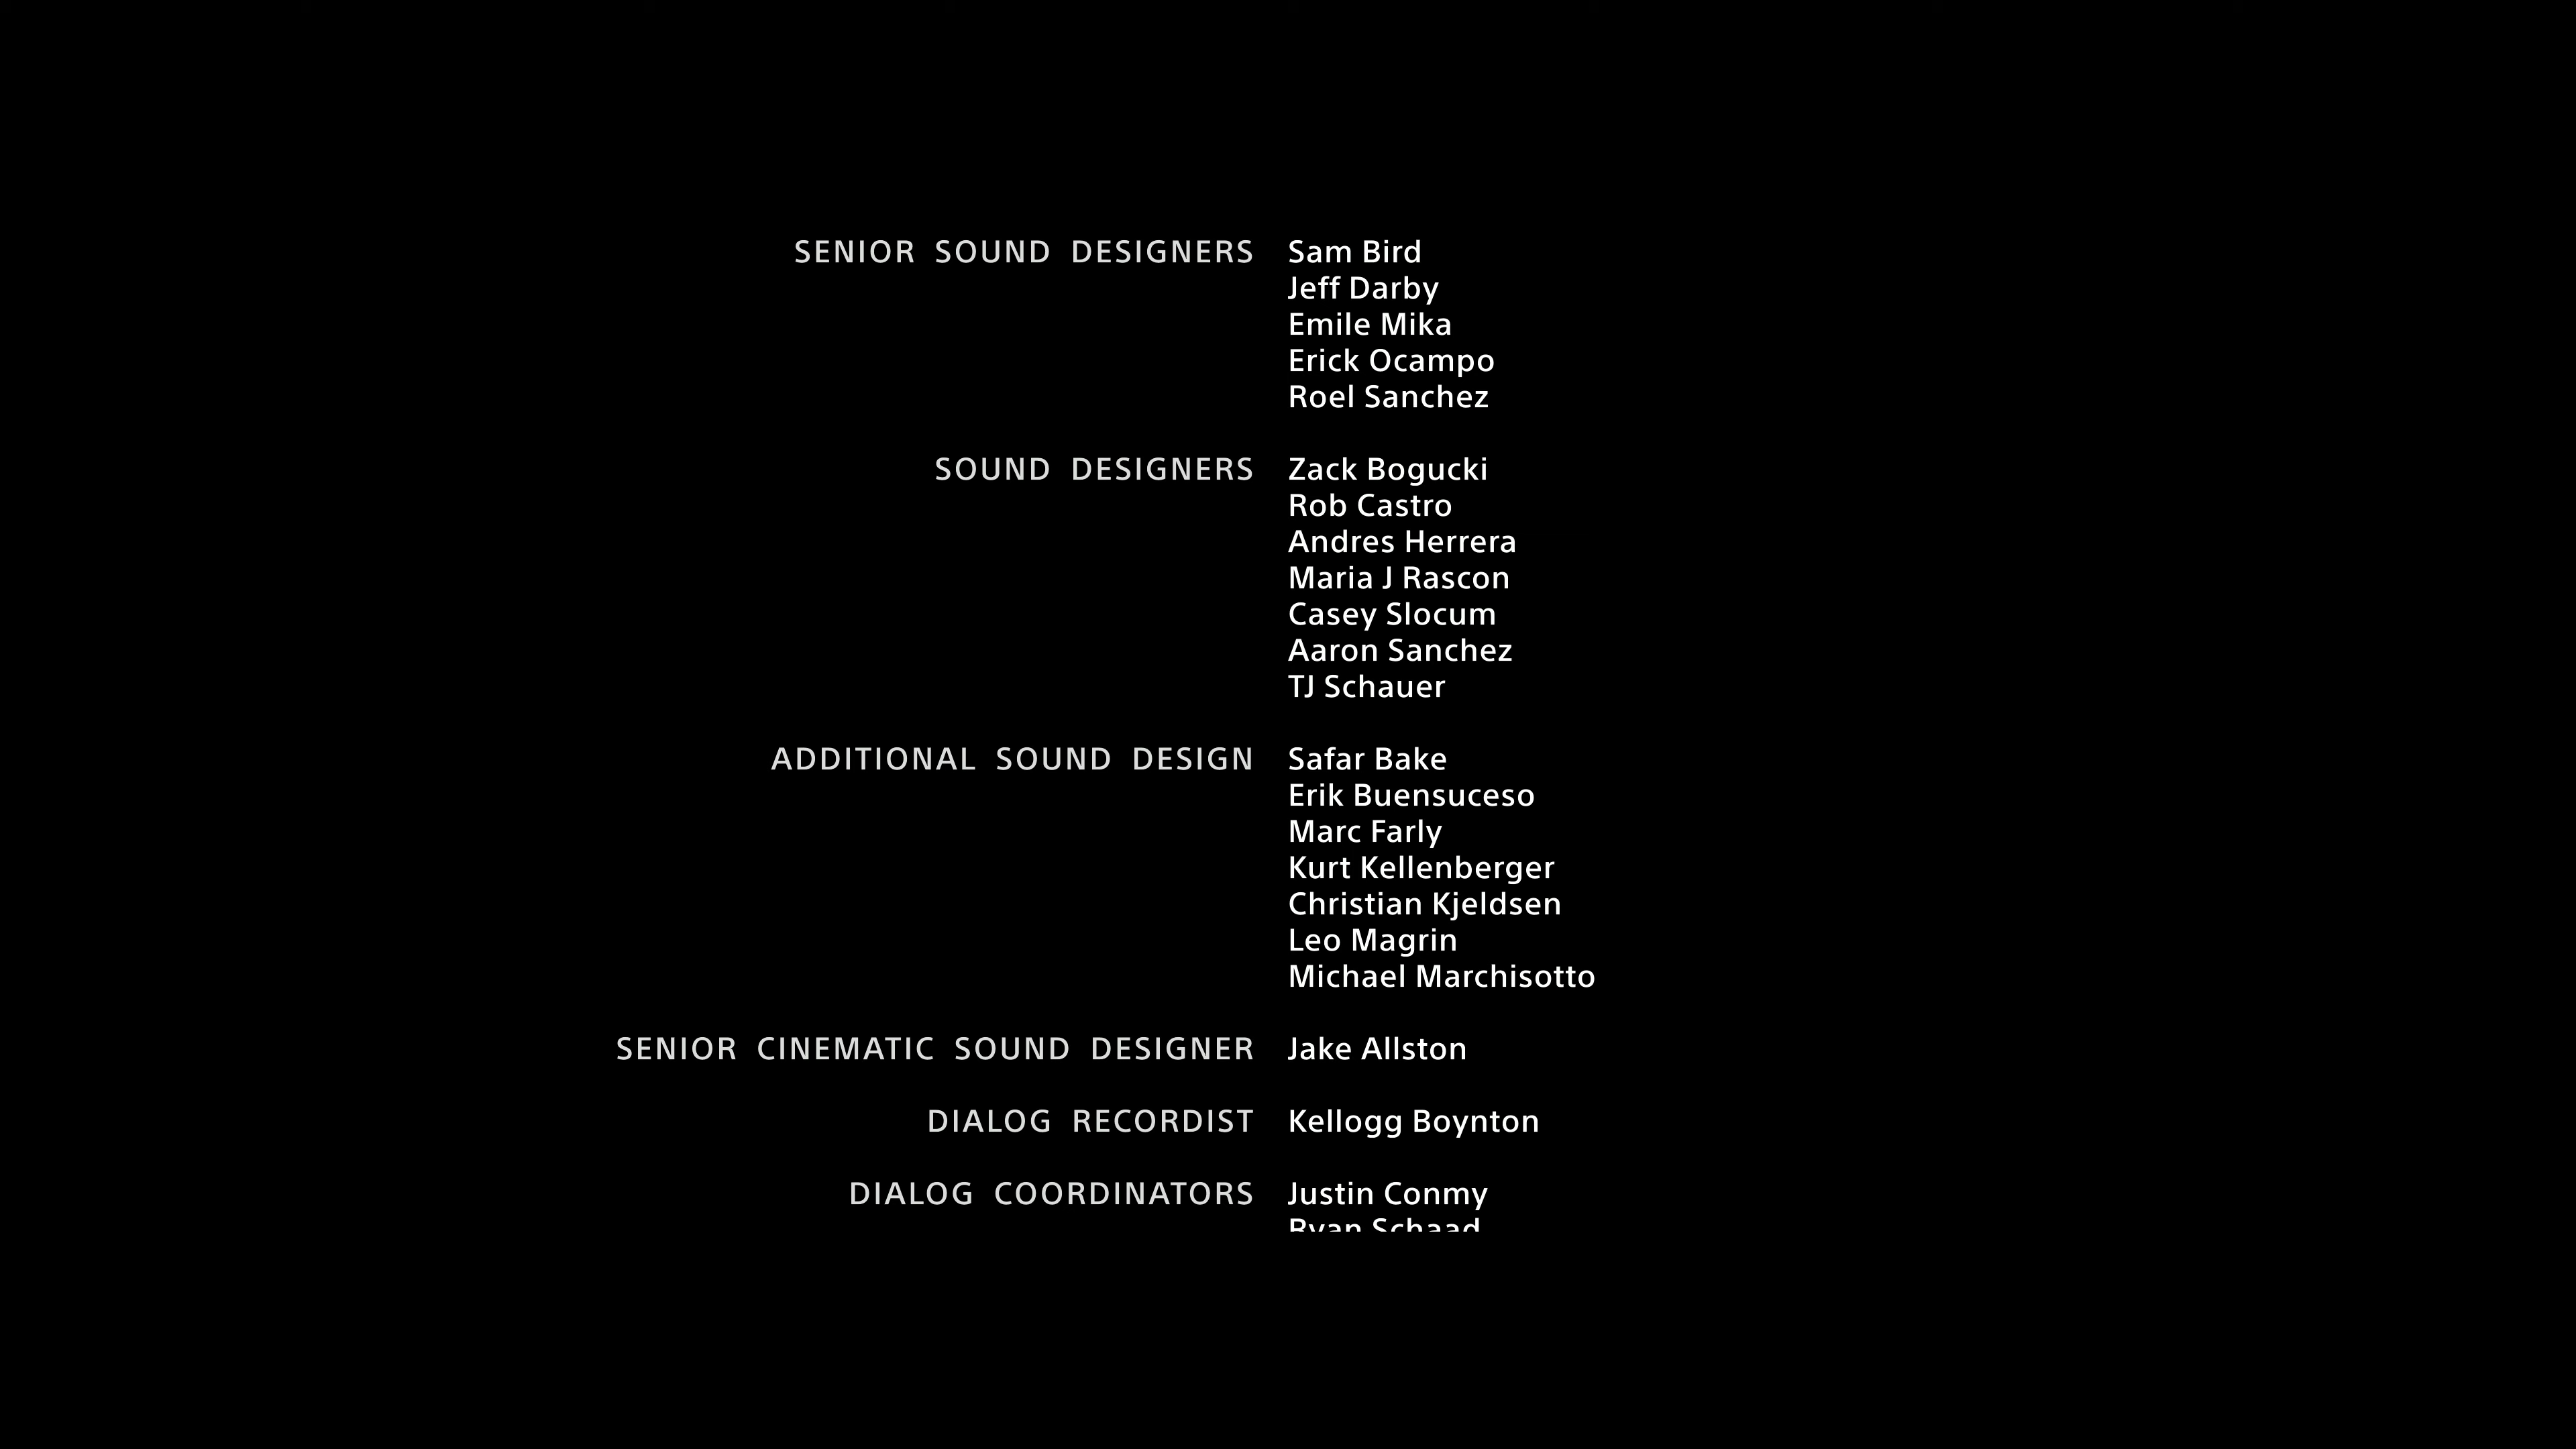 SENIOR SOUND DESIGNERS Sam Bird
Jeff Darby
Emile Mika
Erick Ocampo
Roel Sanchez
SOUND DESIGNERS Zack Bogucki
Rob Castro
Andres Herrera
Maria J Rascon
Casey Slocum
Aaron Sanchez
TJ Schauer
ADDITIONAL SOUND DESIGN Safar Bake
Erik Buensuceso
Marc Farly
Kurt Kellenberger
Christian Kjeldsen
Leo Magrin
Michael Marchisotto
SENIOR CINEMATIC SOUND DESIGNER Jake Allston
DIALOG RECORDIST Kellogg Boynton
DIALOG COORDINATORS Justin Conmy
Ryan Schaad